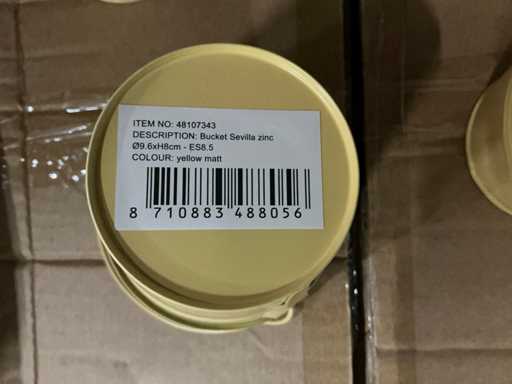 ITEM NO: 48107343
DESCRIPTION: Bucket Sevilla zinc
Ø9.6xH8cm - ES8.5
COLOUR: yellow matt
8 710883 488056